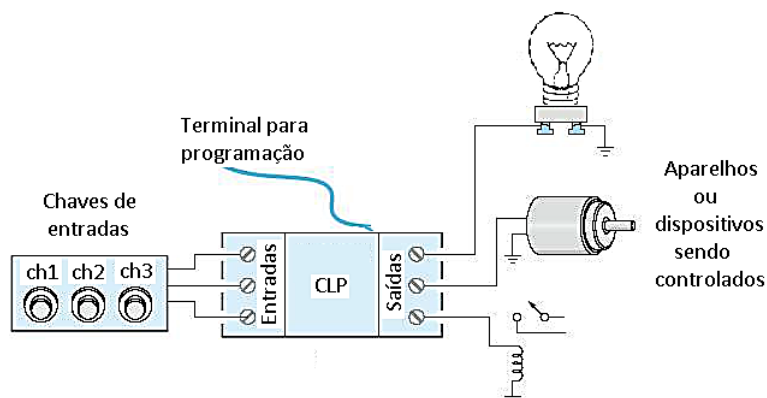 Terminal para
programação
Chaves de
entradas
ch1 ch2 ch3
Entradas
CLP
Saídas
Aparelhos
ou
dispositivos
sendo
controlados